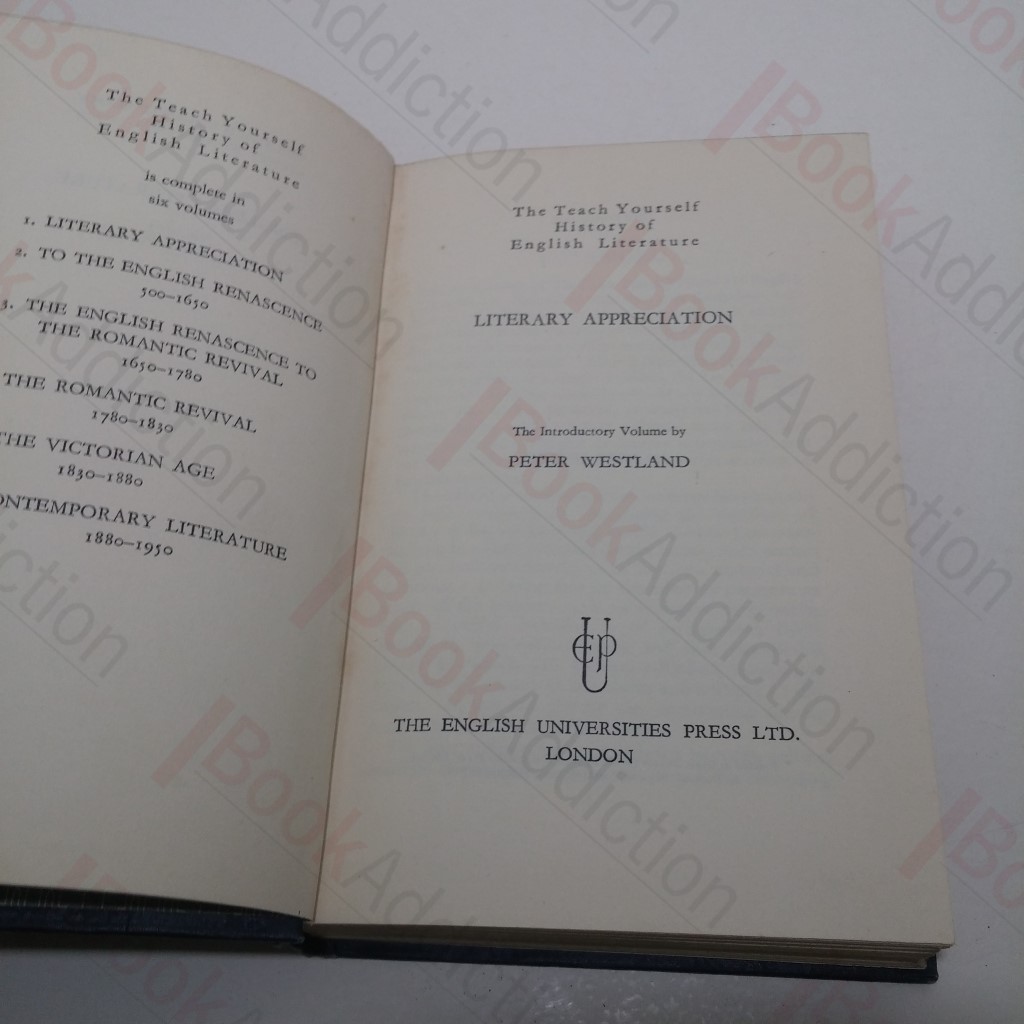 The Teach Yourself
History of
English Literature
is complete in
six volumes
1. LITERARY APPRECIATION
2. TO THE ENGLISH RENASCENCE
500–1650
3. THE ENGLISH RENASCENCE TO
THE ROMANTIC REVIVAL
1650–1780
THE ROMANTIC REVIVAL
1780–1830
THE VICTORIAN AGE
1830–1880
ONTEMPORARY LITERATURE
1880–1950
The Teach Yourself
History of
English Literature
LITERARY APPRECIATION
The Introductory Volume by
PETER WESTLAND
EUP
THE ENGLISH UNIVERSITIES PRESS LTD.
LONDON
BookAddiction